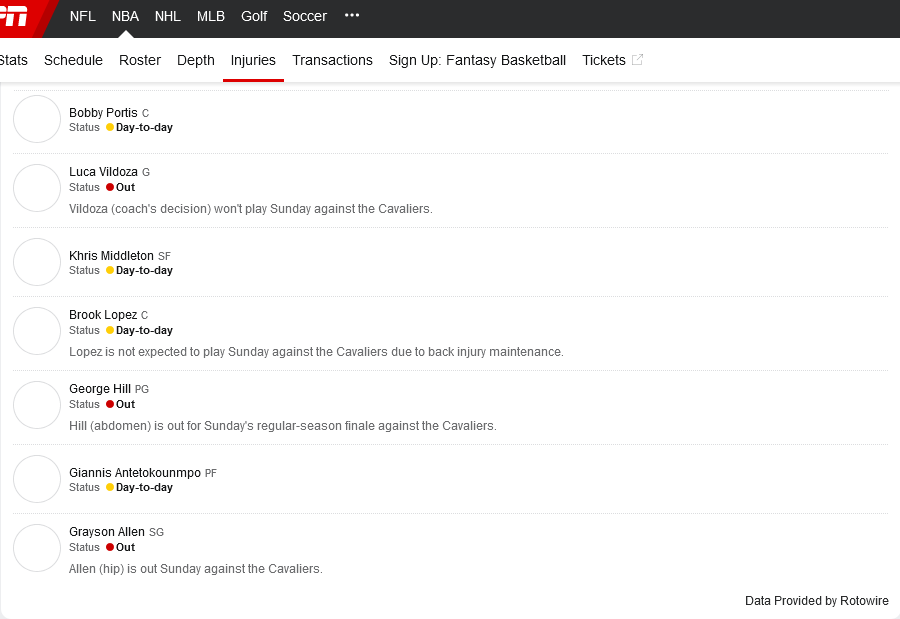 NFL NBA NHL MLB Golf Soccer •••
Stats Schedule Roster Depth Injuries Transactions Sign Up: Fantasy Basketball Tickets
Bobby Portis C
Status Day-to-day
Luca Vildoza G
Status Out
Vildoza (coach's decision) won't play Sunday against the Cavaliers.
Khris Middleton SF
Status Day-to-day
Brook Lopez C
Status Day-to-day
Lopez is not expected to play Sunday against the Cavaliers due to back injury maintenance.
George Hill PG
Status Out
Hill (abdomen) is out for Sunday's regular-season finale against the Cavaliers.
Giannis Antetokounmpo PF
Status Day-to-day
Grayson Allen SG
Status Out
Allen (hip) is out Sunday against the Cavaliers.
Data Provided by Rotowire